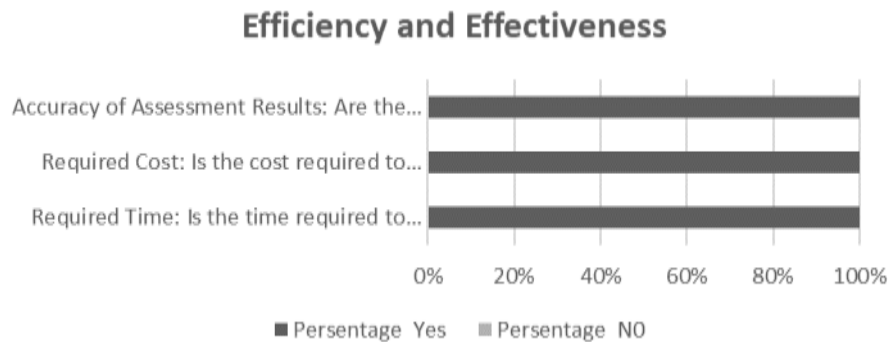 Efficiency and Effectiveness
Accuracy of Assessment Results: Are the...
Required Cost: Is the cost required to...
Required Time: Is the time required to...
0% 20% 40% 60% 80% 100%
Persentage Yes Persentage N0